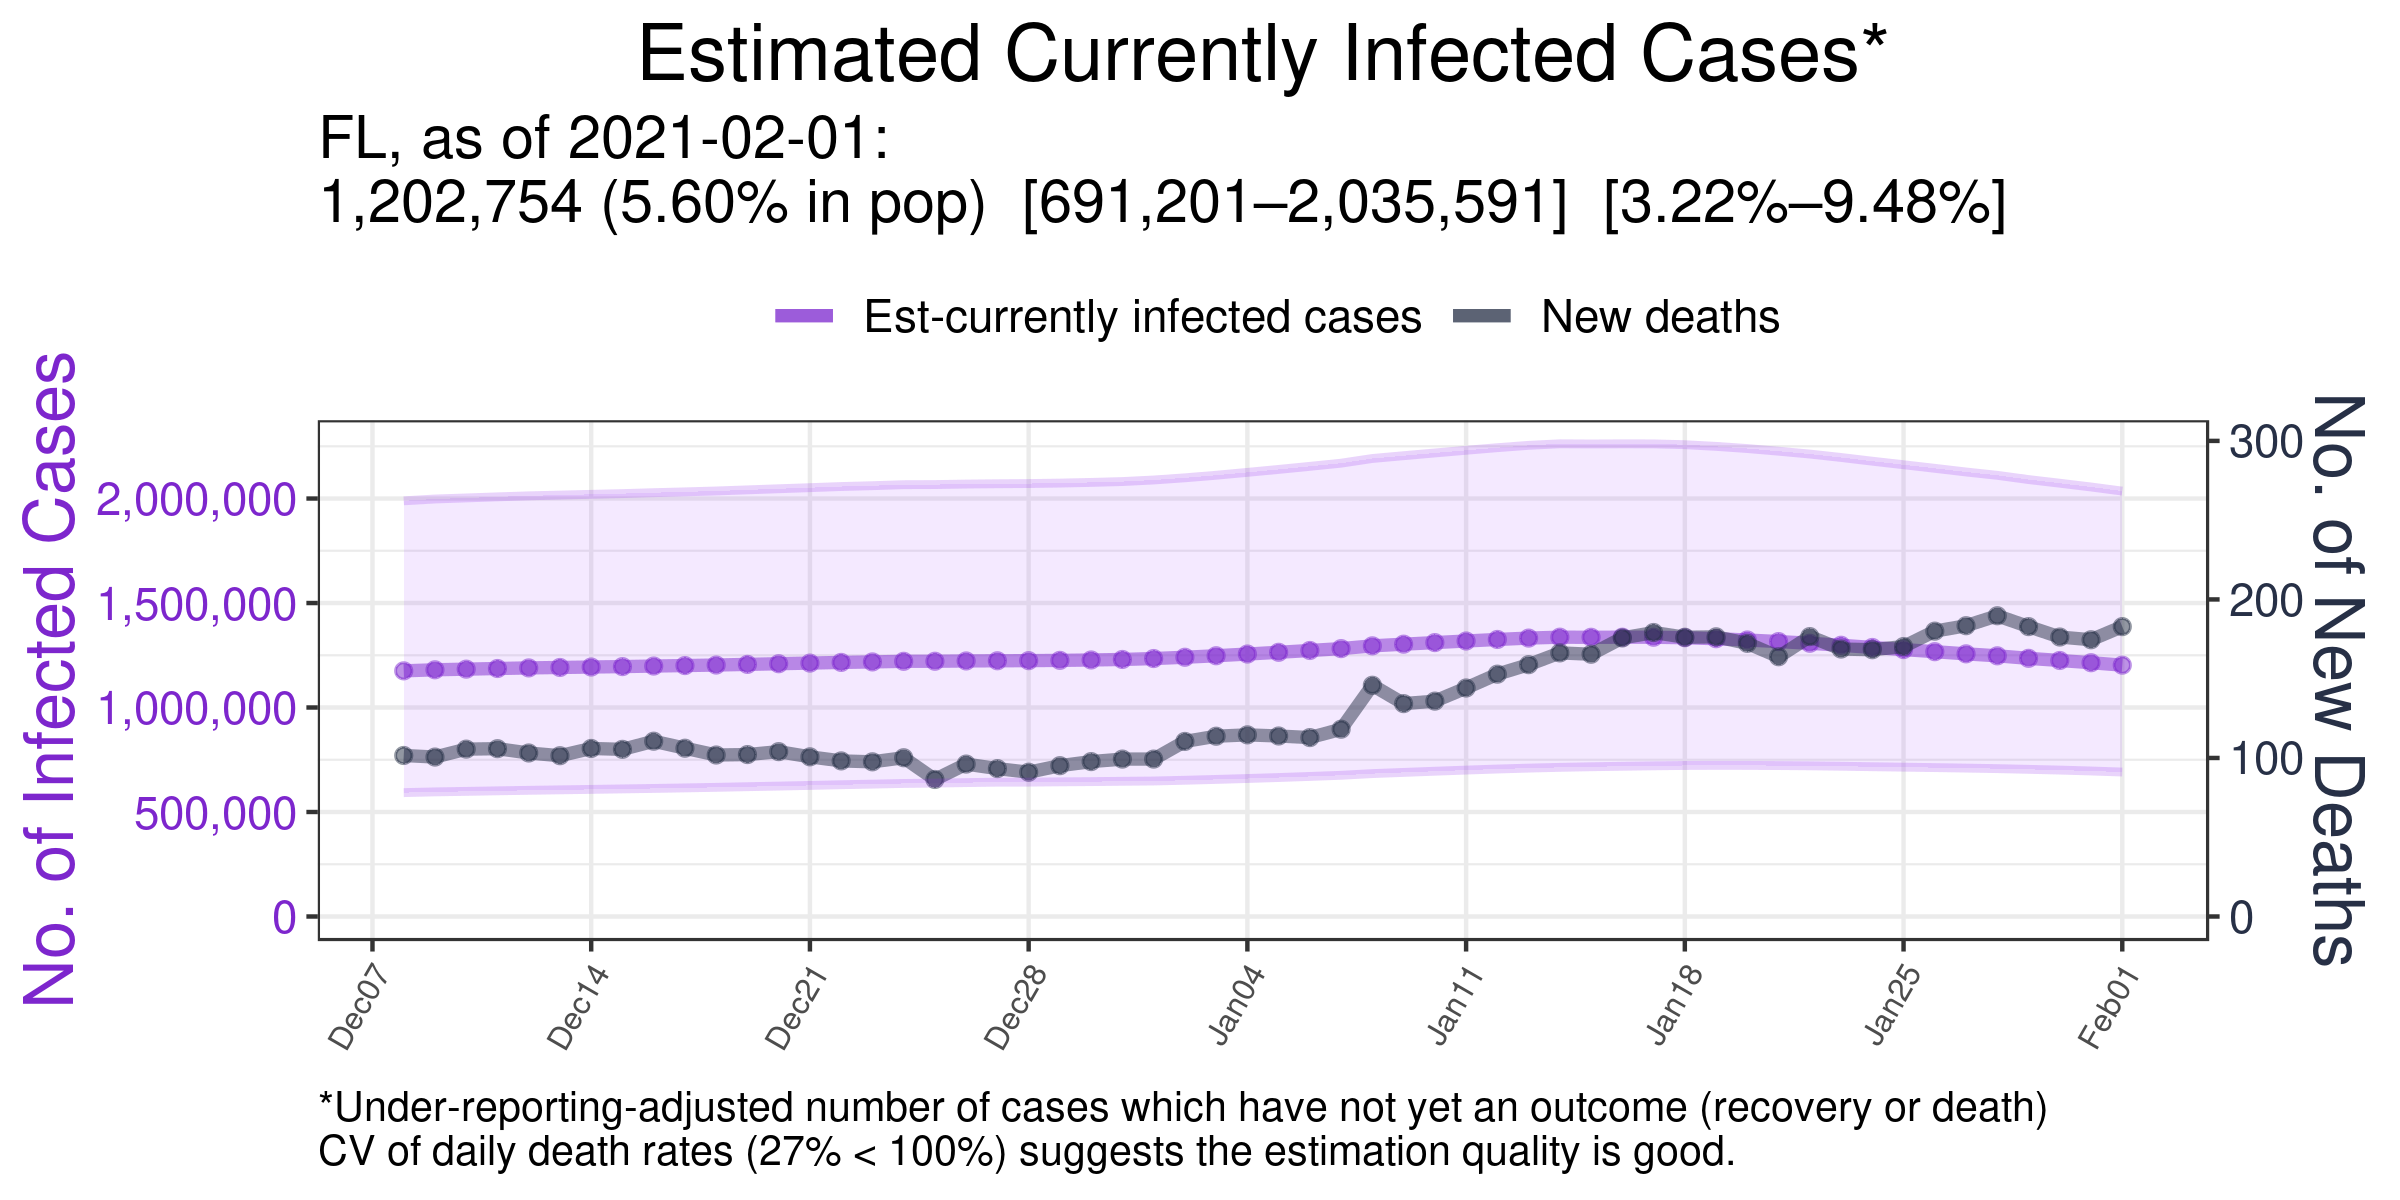 Estimated Currently Infected Cases*
FL, as of 2021-02-01:
1,202,754 (5.60% in pop)  [691,201–2,035,591]  [3.22%–9.48%]
Est-currently infected cases
New deaths
No. of Infected Cases
2,000,000
1,500,000
1,000,000
500,000
0
300
200
100
0
No. of New Deaths
Dec07
Dec14
Dec21
Dec28
Jan04
Jan11
Jan18
Jan25
Feb01
*Under-reporting-adjusted number of cases which have not yet an outcome (recovery or death)
CV of daily death rates (27% < 100%) suggests the estimation quality is good.